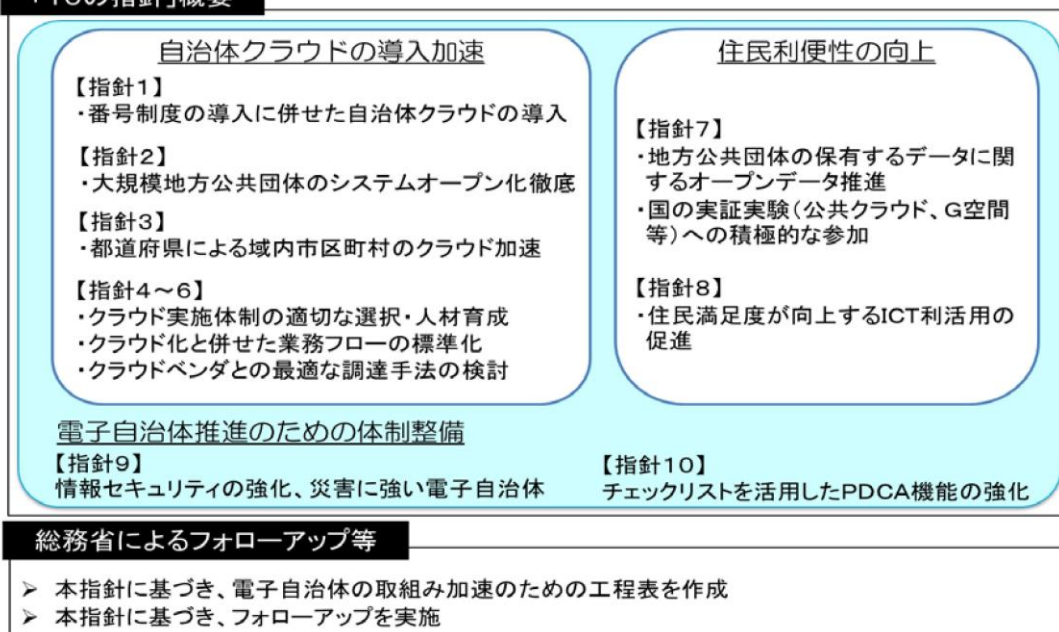 「10の指針」概要
自治体クラウドの導入加速
【指針1】
・番号制度の導入に併せた自治体クラウドの導入
【指針2】
・大規模地方公共団体のシステムオープン化徹底
【指針3】
・都道府県による域内市区町村のクラウド加速
【指針4～6】
・クラウド実施体制の適切な選択・人材育成
・クラウド化と併せた業務フローの標準化
・クラウドベンダとの最適な調達手法の検討
住民利便性の向上
【指針7】
・地方公共団体の保有するデータに関
するオープンデータ推進
・国の実証実験（公共クラウド、G空間
等）への積極的な参加
【指針8】
・住民満足度が向上するICT利活用の
促進
電子自治体推進のための体制整備
【指針9】
情報セキュリティの強化、災害に強い電子自治体
【指針10】
チェックリストを活用したPDCA機能の強化
総務省によるフォローアップ等
➢ 本指針に基づき、電子自治体の取組み加速のための工程表を作成
➢ 本指針に基づき、フォローアップを実施